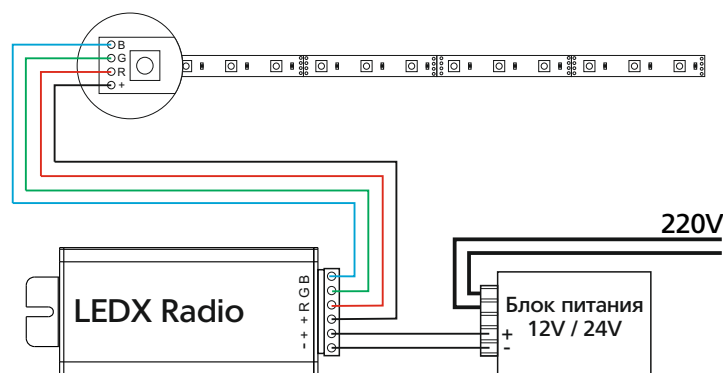 B
G
R
+
220V
LEDX Radio
B
G
R
+
+
-
Блок питания
12V / 24V
+
-